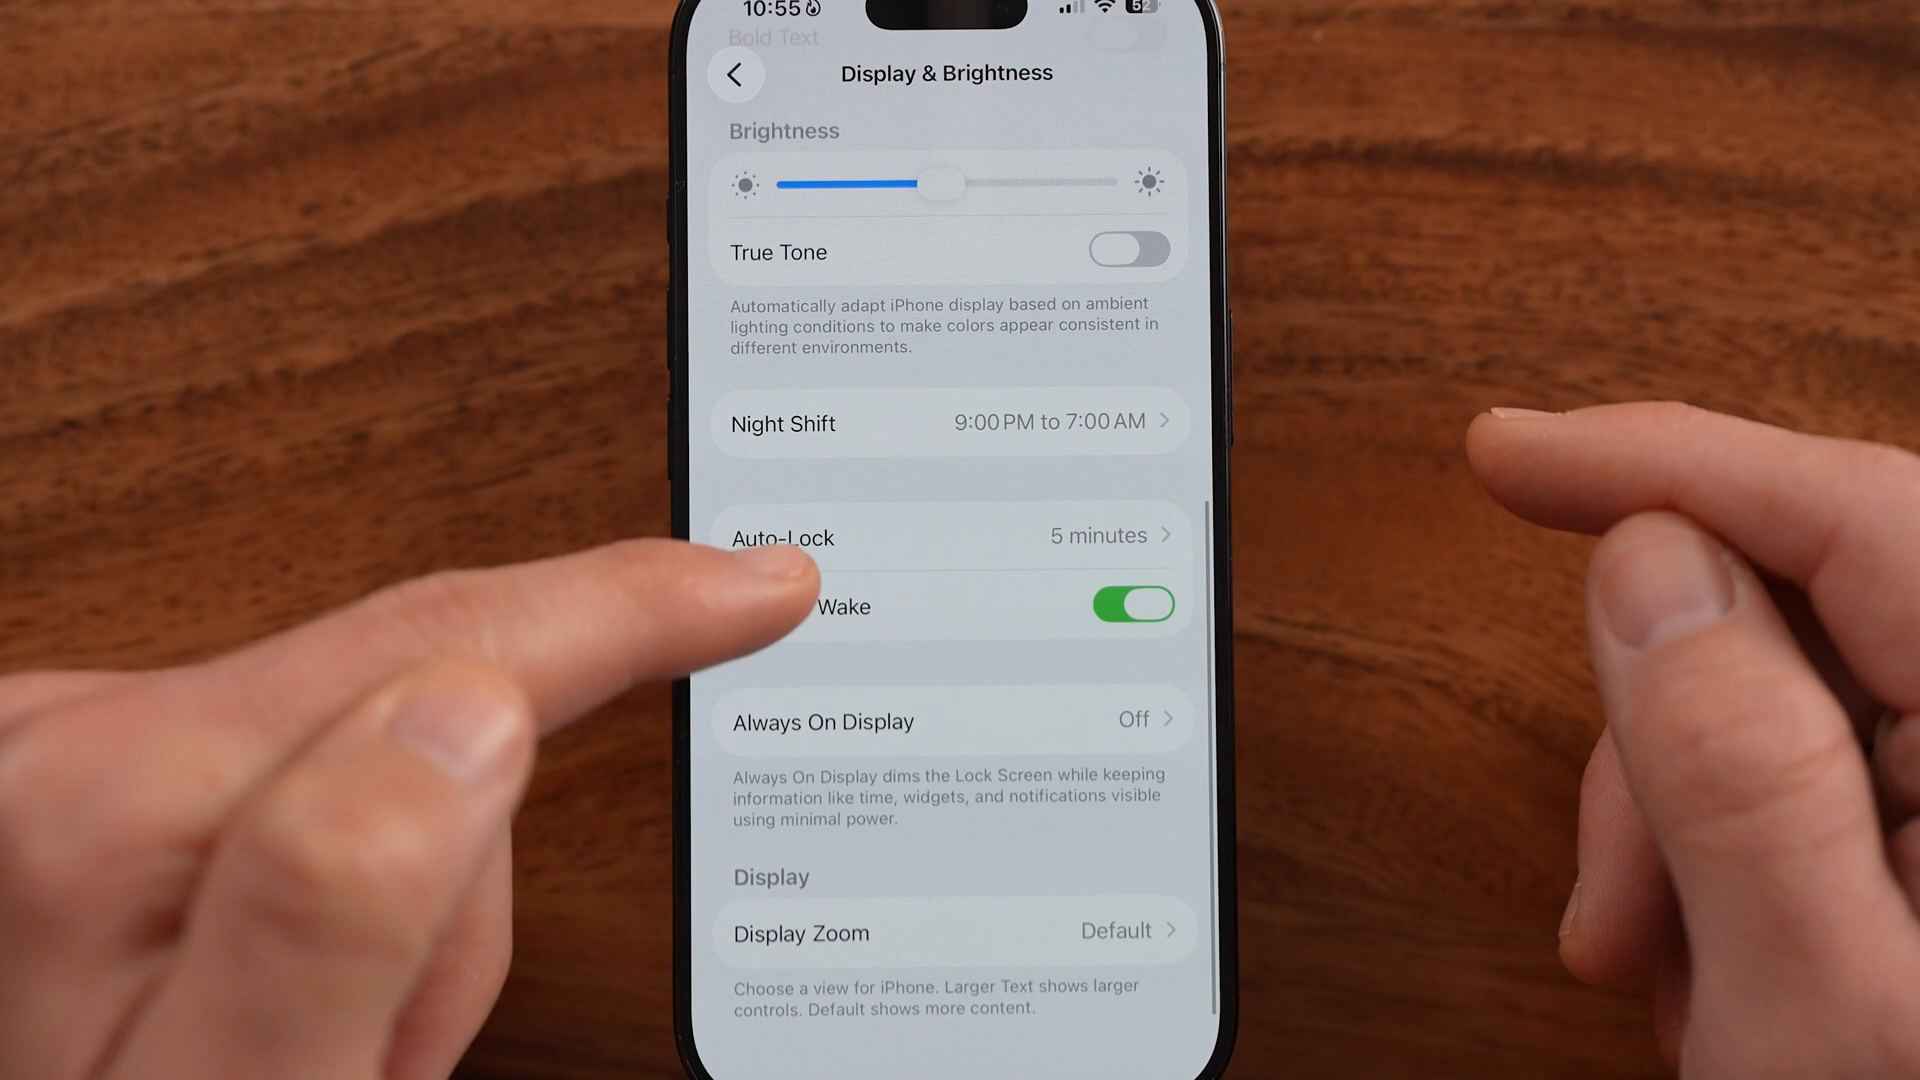 10:55
52
Bold Text
Display & Brightness
Brightness
True Tone
Automatically adapt iPhone display based on ambient
lighting conditions to make colors appear consistent in
different environments.
Night Shift 9:00 PM to 7:00 AM
Auto-Lock 5 minutes
Wake
Always On Display Off
Always On Display dims the Lock Screen while keeping
information like time, widgets, and notifications visible
using minimal power.
Display
Display Zoom Default
Choose a view for iPhone. Larger Text shows larger
controls. Default shows more content.